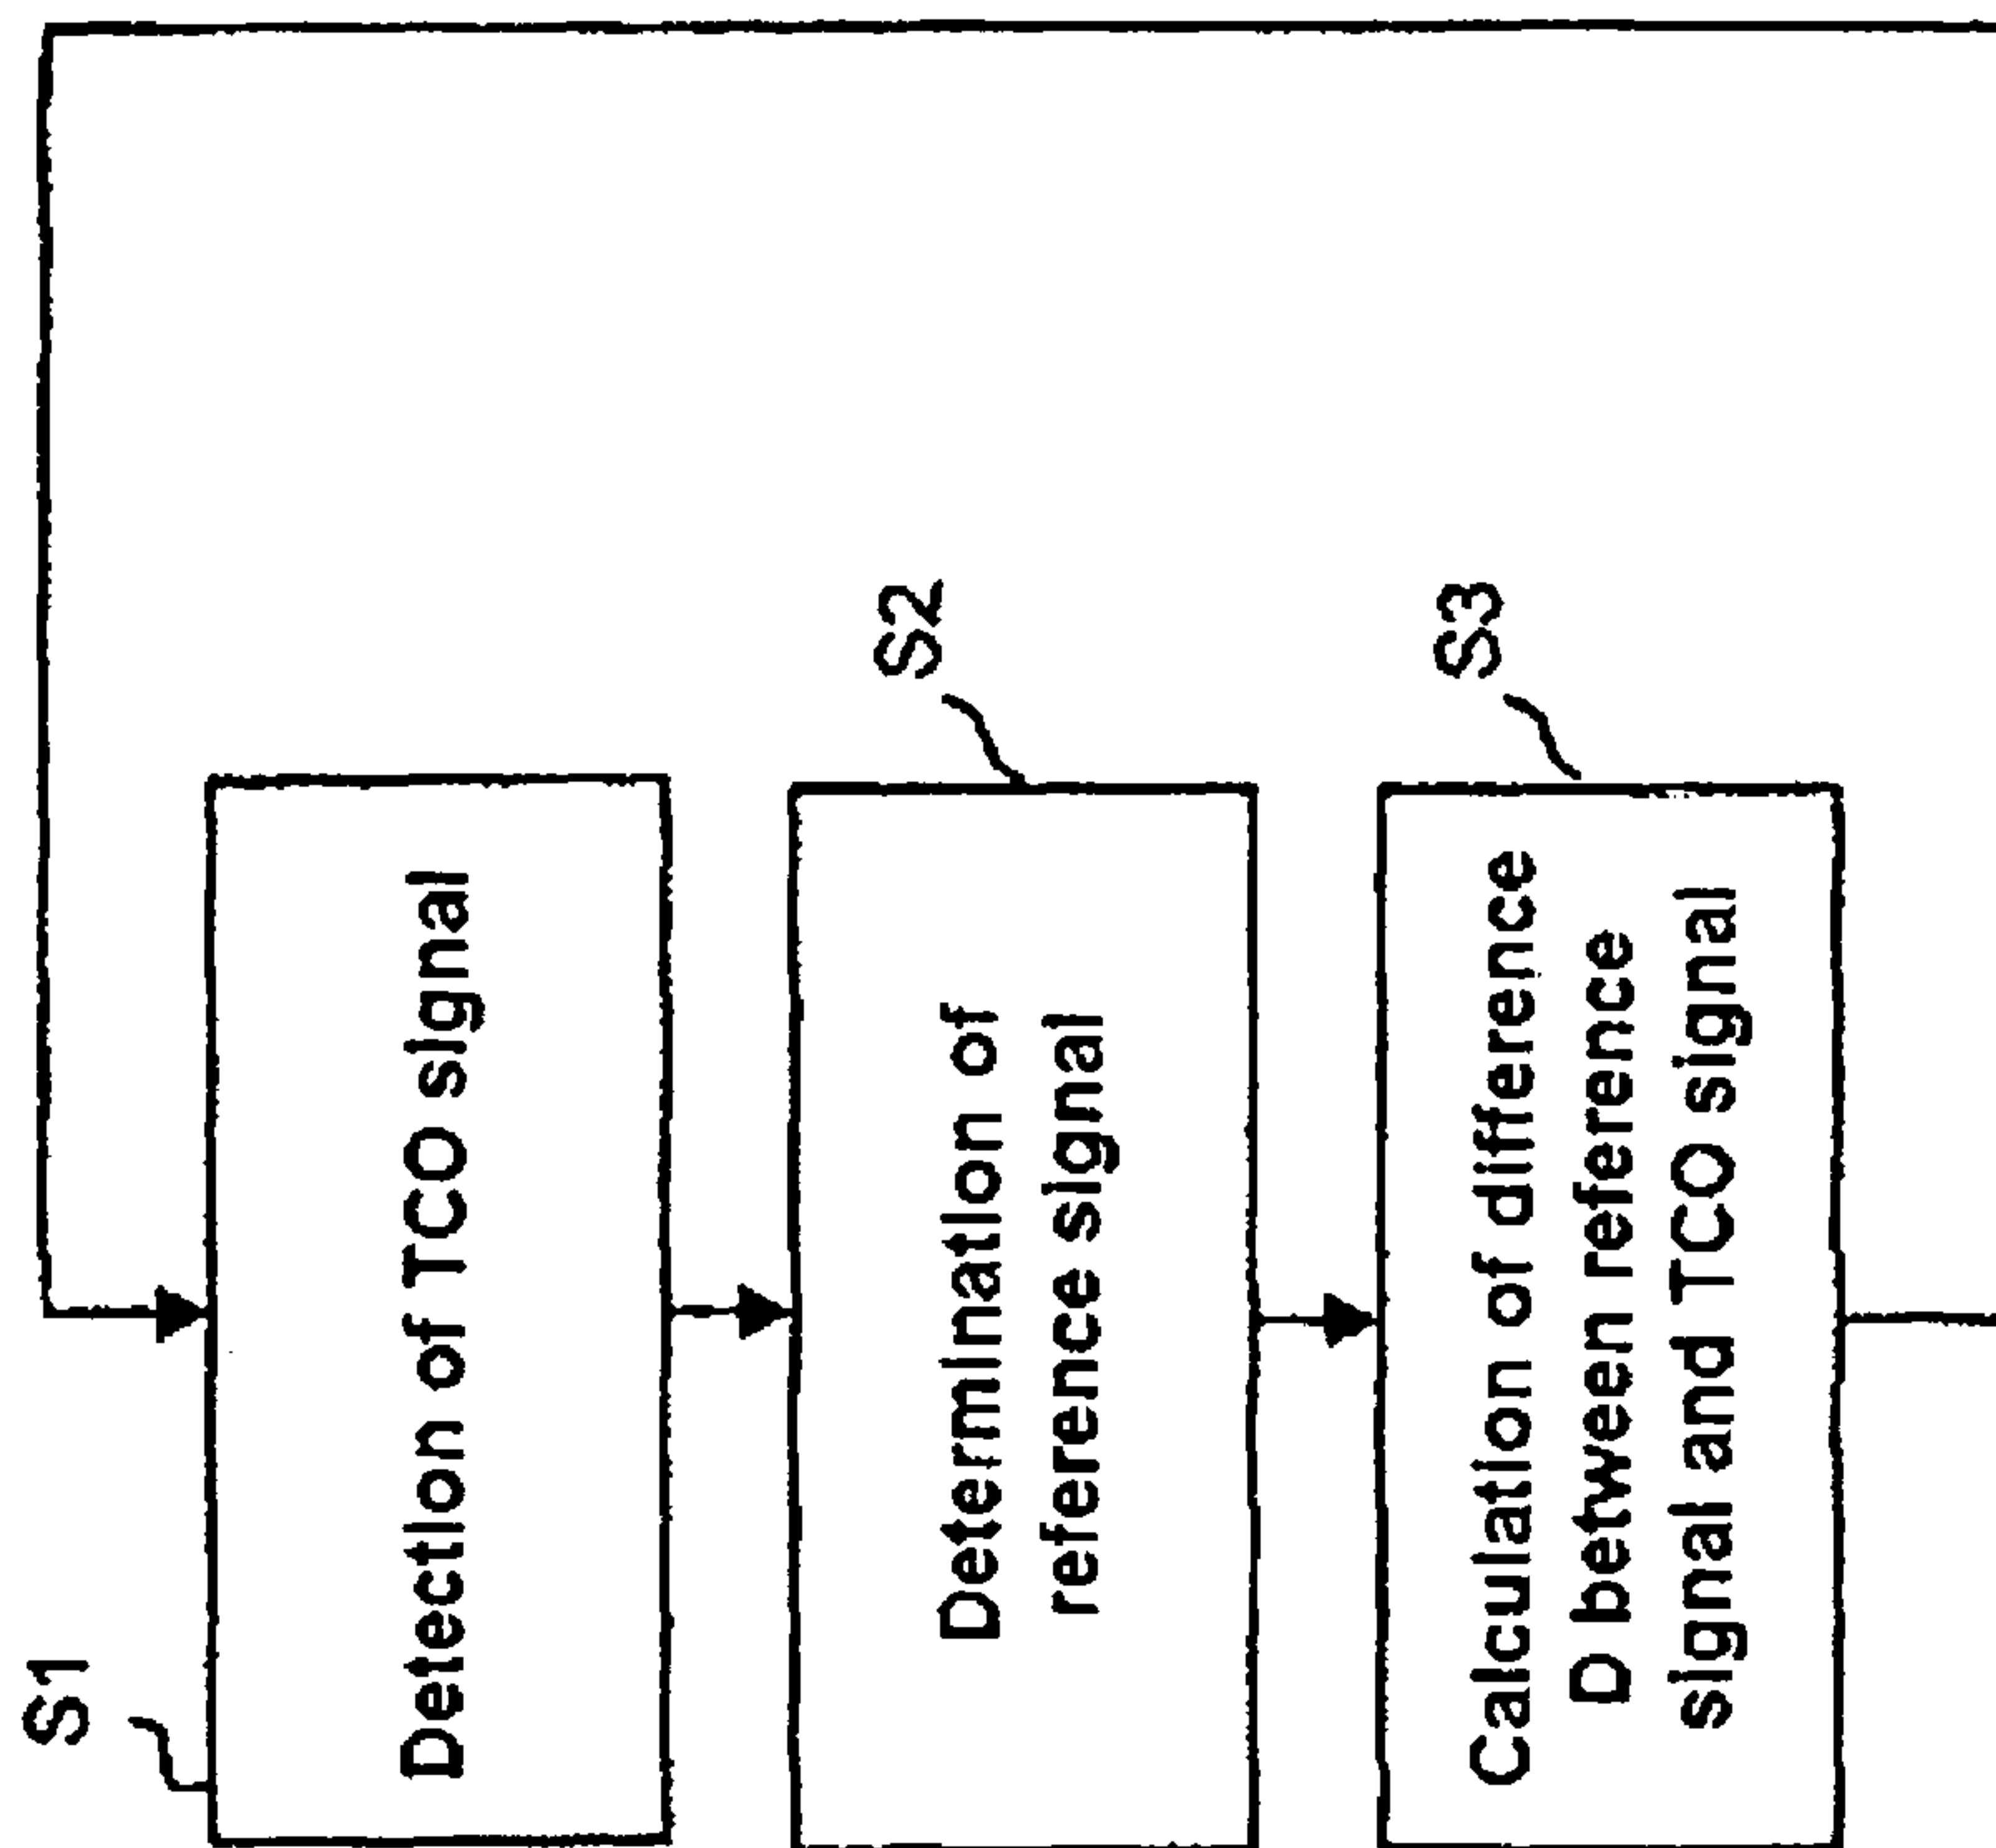 S1
Detection of TCO signal
S2
Determination of
reference signal
S3
Calculation of difference
D between reference
signal and TCO signal